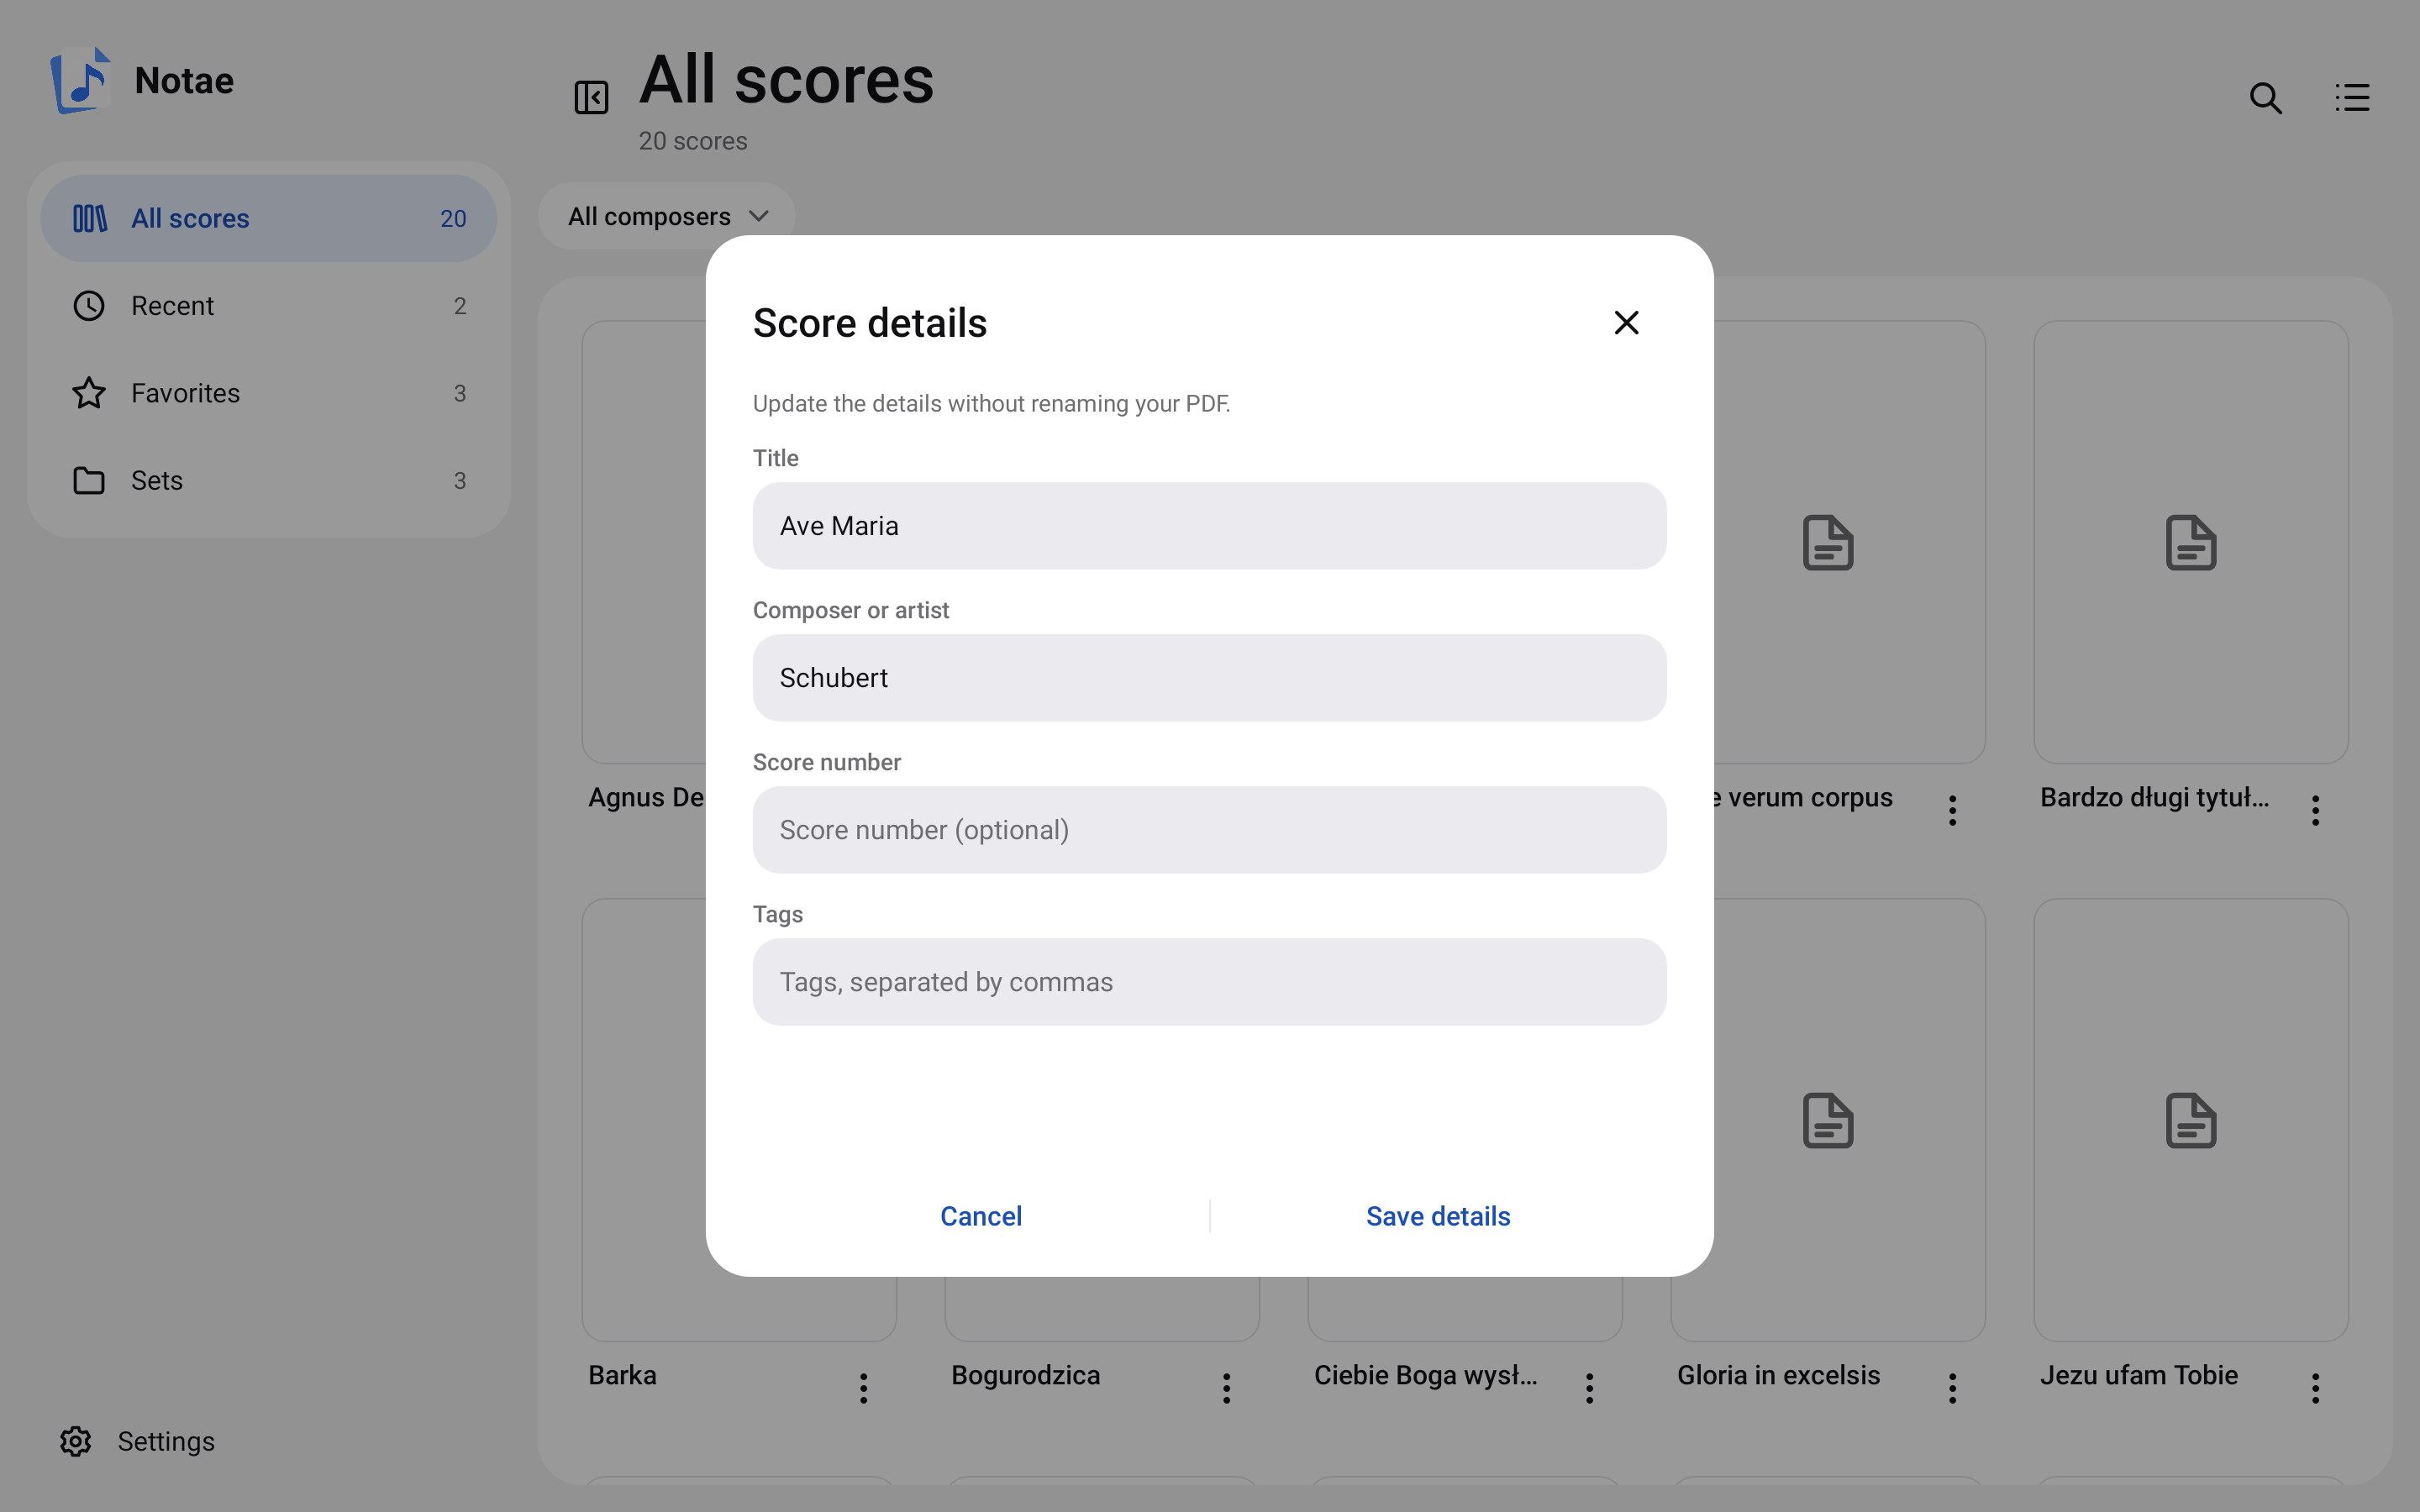 Notae
All scores
20 scores
All scores 20
Recent 2
Favorites 3
Sets 3
Settings
All composers
Score details
Update the details without renaming your PDF.
Title
Ave Maria
Composer or artist
Schubert
Score number
Score number (optional)
Tags
Tags, separated by commas
Cancel
Save details
Agnus De
e verum corpus
Bardzo długi tytuł...
Barka
Bogurodzica
Ciebie Boga wysł...
Gloria in excelsis
Jezu ufam Tobie